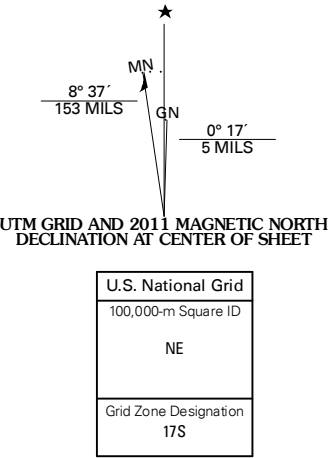 ★
MN
8° 37´
153 MILS
GN
0° 17´
5 MILS
UTM GRID AND 2011 MAGNETIC NORTH
DECLINATION AT CENTER OF SHEET
U.S. National Grid
100,000-m Square ID
NE
Grid Zone Designation
17S